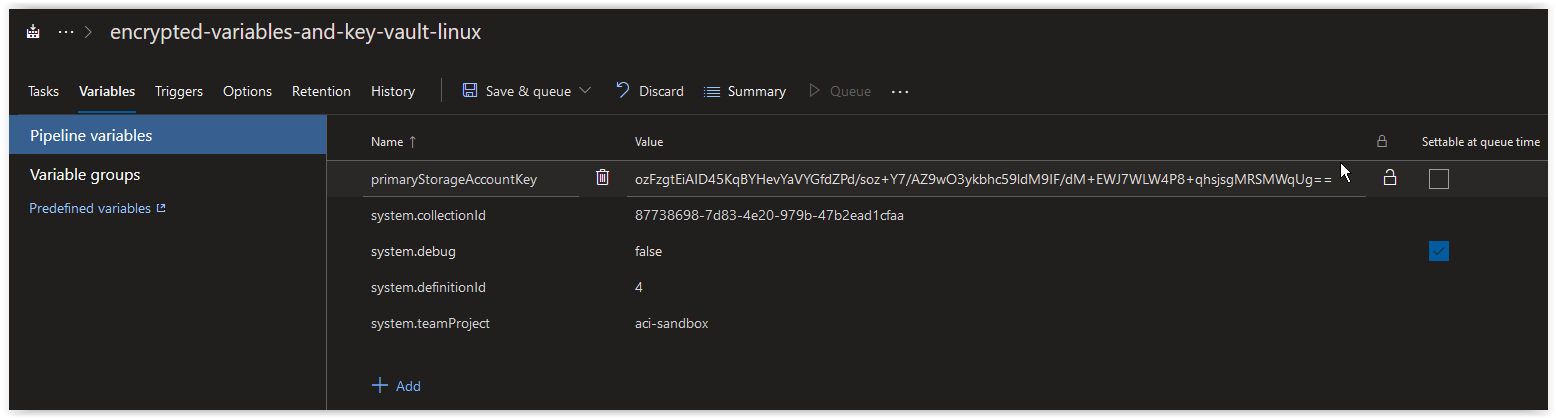 ··· > encrypted-variables-and-key-vault-linux
Tasks Variables Triggers Options Retention History Save & queue Discard Summary Queue ···
Pipeline variables
Variable groups
Predefined variables
Name ↑ Value Settable at queue time
primaryStorageAccountKey ozFzgtEiAID45KqBYHevYaVYGfdZPd/soz+Y7/AZ9wO3ykbhc59ldM9IF/dM+EWJ7WLW4P8+qhsjsgMRSMWqUg==
system.collectionId 87738698-7d83-4e20-979b-47b2ead1cfaa
system.debug false
system.definitionId 4
system.teamProject aci-sandbox
+ Add